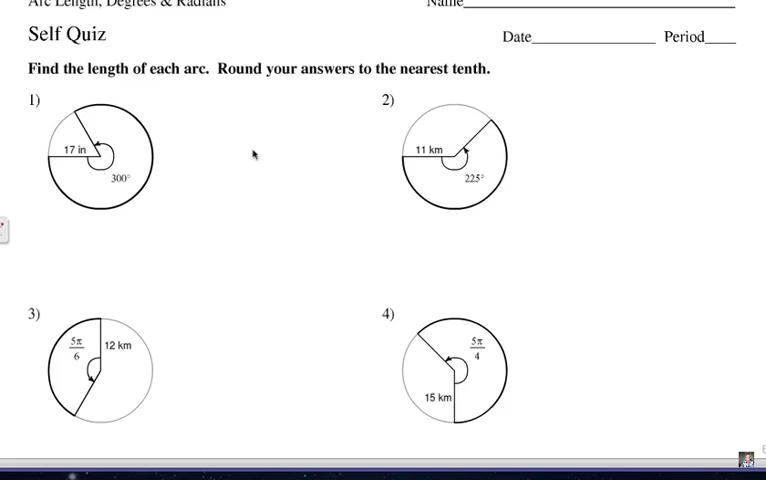 Arc Length, Degrees & Radians Name
Self Quiz
Date Period
Find the length of each arc. Round your answers to the nearest tenth.
1) 2)
17 in 11 km
300° 225°
3) 4)
5π/6 12 km 5π/4
15 km